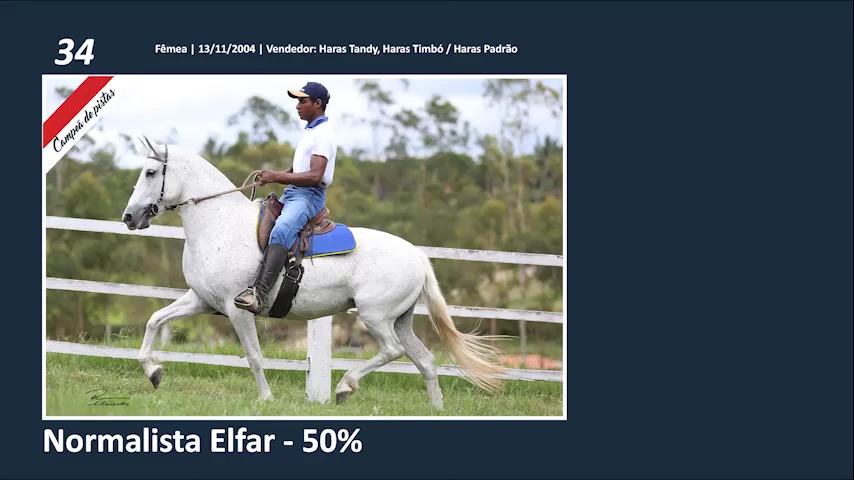 34
Fêmea | 13/11/2004 | Vendedor: Haras Tandy, Haras Timbó / Haras Padrão
Campeã de pistas
Normalista Elfar - 50%